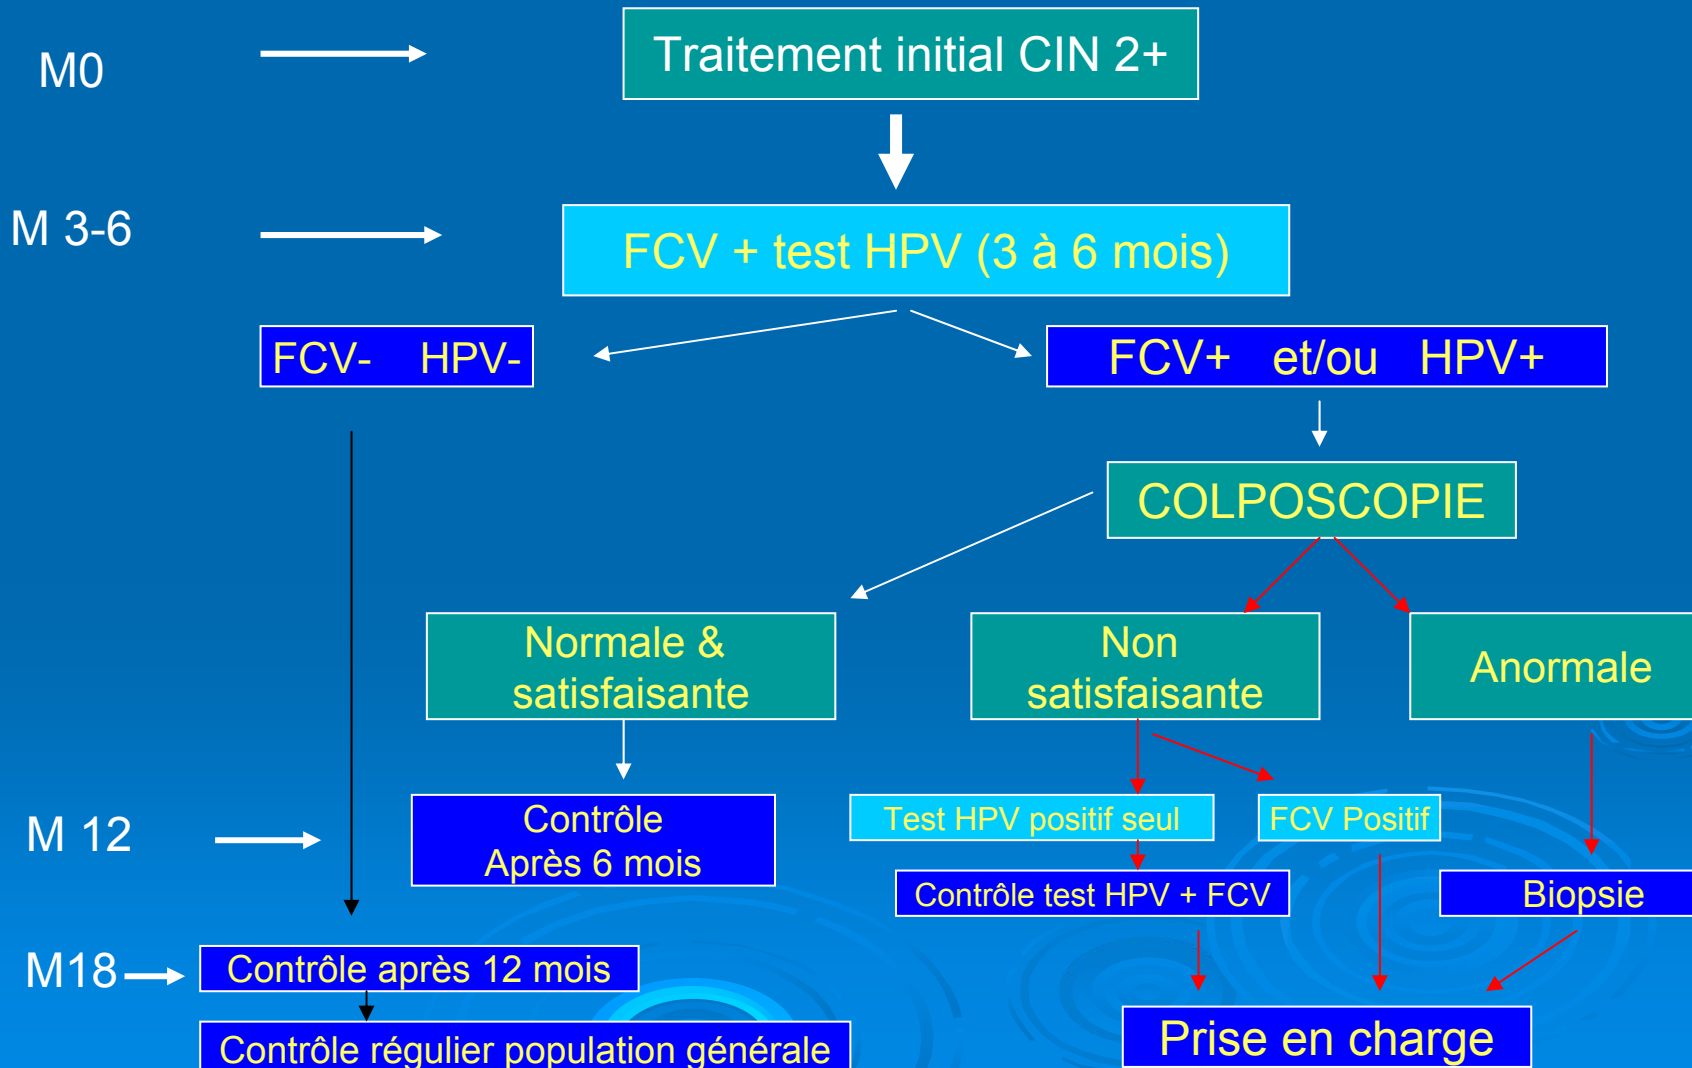 M0
Traitement initial CIN 2+
M 3-6
FCV + test HPV (3 à 6 mois)
FCV- HPV-
FCV+ et/ou HPV+
COLPOSCOPIE
Normale &
satisfaisante
Non
satisfaisante
Anormale
M 12
Contrôle
Après 6 mois
Test HPV positif seul
FCV Positif
Contrôle test HPV + FCV
Biopsie
M18
Contrôle après 12 mois
Contrôle régulier population générale
Prise en charge